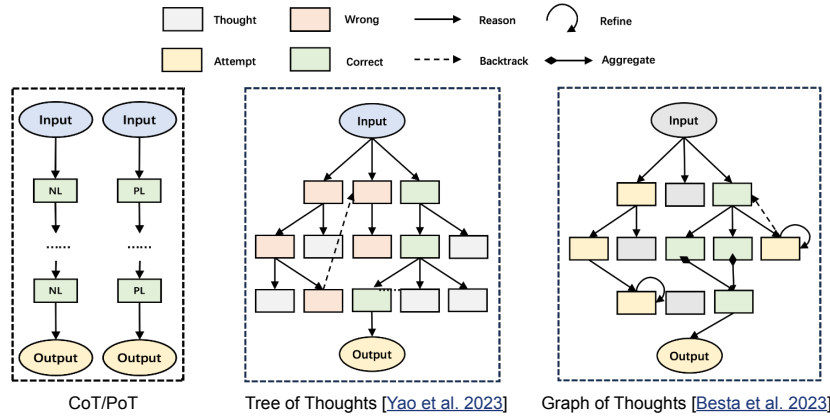 Thought
Wrong
Reason
Refine
Attempt
Correct
Backtrack
Aggregate
Input
Input
NL
PL
......
......
NL
PL
Output
Output
CoT/PoT
Input
......
Output
Tree of Thoughts [Yao et al. 2023]
Input
Output
Graph of Thoughts [Besta et al. 2023]